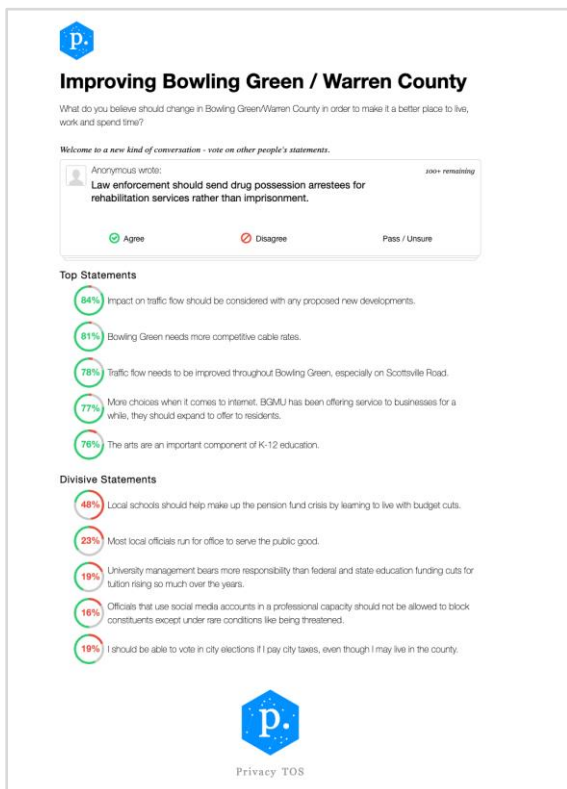 p.
Improving Bowling Green / Warren County
What do you believe should change in Bowling Green/Warren County in order to make it a better place to live,
work and spend time?
Welcome to a new kind of conversation - vote on other people's statements.
Anonymous wrote:
100+ remaining
Law enforcement should send drug possession arrestees for
rehabilitation services rather than imprisonment.
Agree
Disagree
Pass / Unsure
Top Statements
84% Impact on traffic flow should be considered with any proposed new developments.
81% Bowling Green needs more competitive cable rates.
78% Traffic flow needs to be improved throughout Bowling Green, especially on Scottsville Road.
77% More choices when it comes to internet. BGMU has been offering service to businesses for a
while, they should expand to offer to residents.
76% The arts are an important component of K-12 education.
Divisive Statements
48% Local schools should help make up the pension fund crisis by learning to live with budget cuts.
23% Most local officials run for office to serve the public good.
19% University management bears more responsibility than federal and state education funding cuts for
tuition rising so much over the years.
16% Officials that use social media accounts in a professional capacity should not be allowed to block
constituents except under rare conditions like being threatened.
19% I should be able to vote in city elections if I pay city taxes, even though I may live in the county.
p.
Privacy TOS